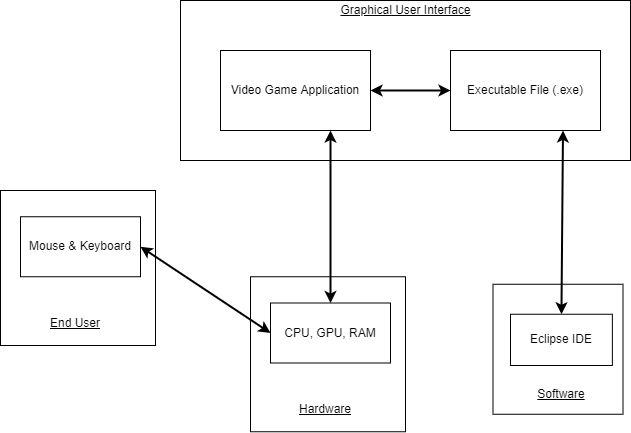 Graphical User Interface
Video Game Application
Executable File (.exe)
Mouse & Keyboard
End User
CPU, GPU, RAM
Hardware
Eclipse IDE
Software